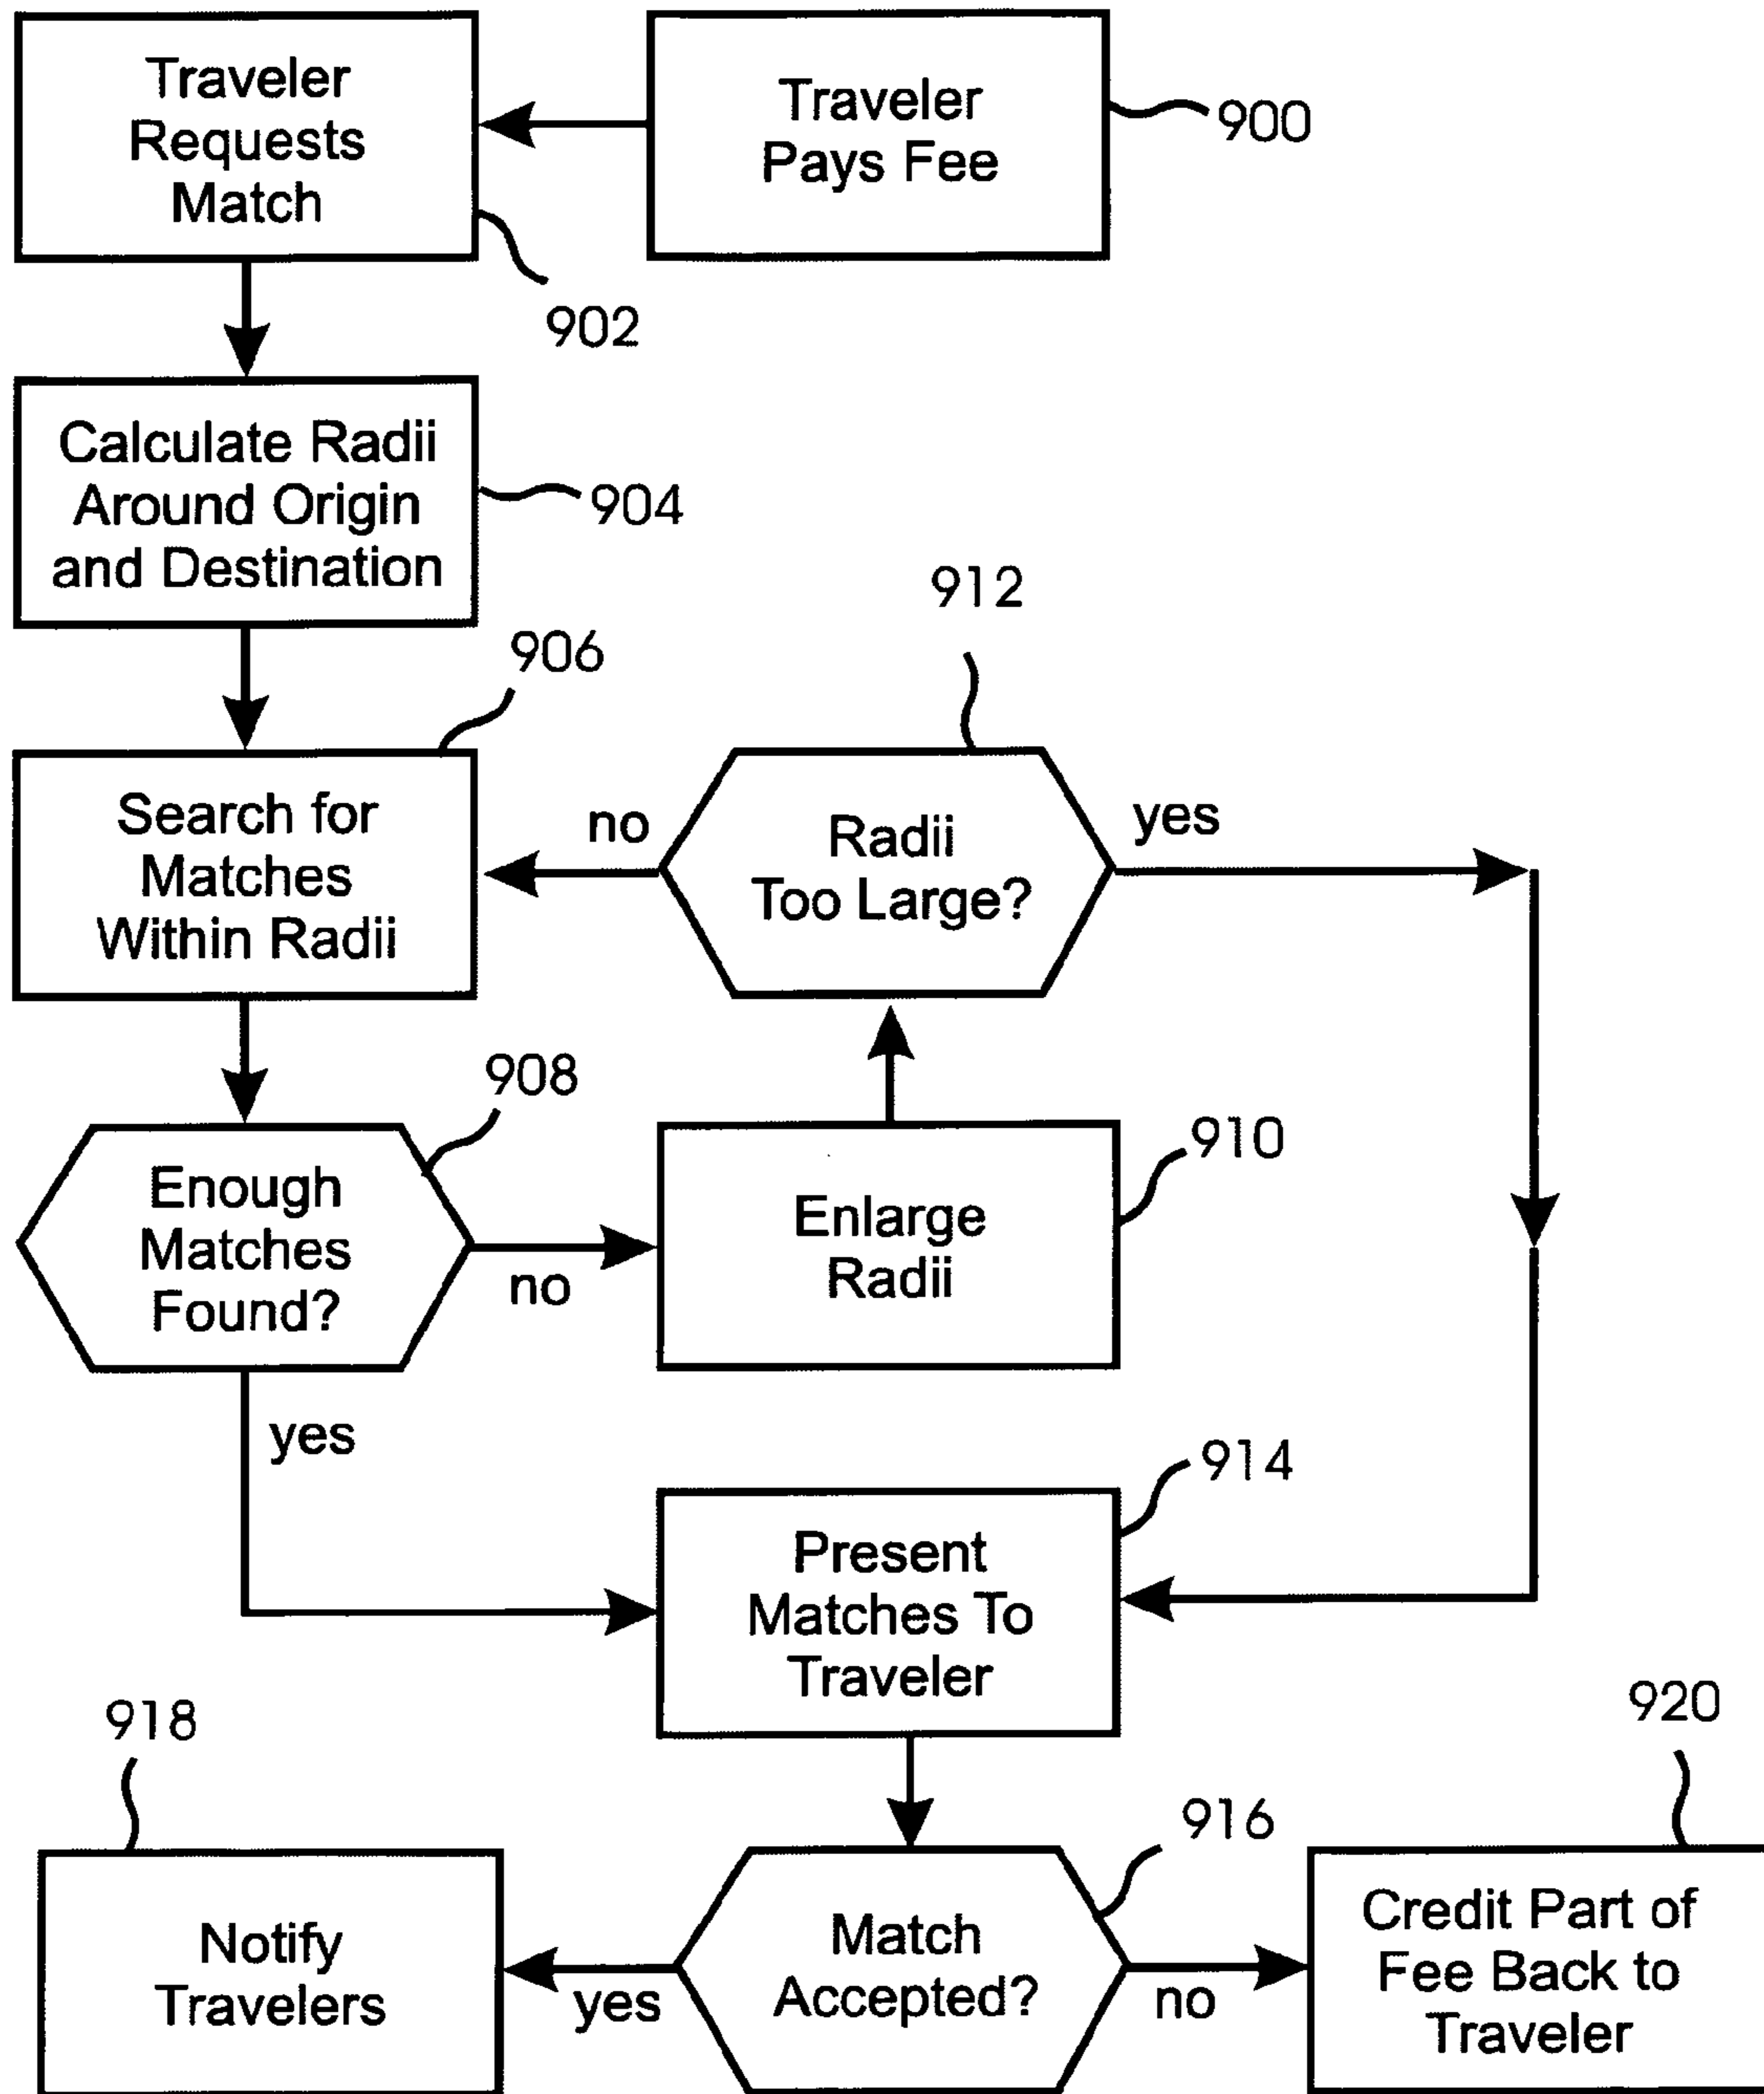 Traveler
Requests
Match
Traveler
Pays Fee
900
902
Calculate Radii
Around Origin
and Destination
904
912
906
Search for
Matches
Within Radii
no
Radii
Too Large?
yes
908
Enough
Matches
Found?
no
910
Enlarge
Radii
yes
914
Present
Matches To
Traveler
918
920
916
Notify
Travelers
yes
Match
Accepted?
no
Credit Part of
Fee Back to
Traveler